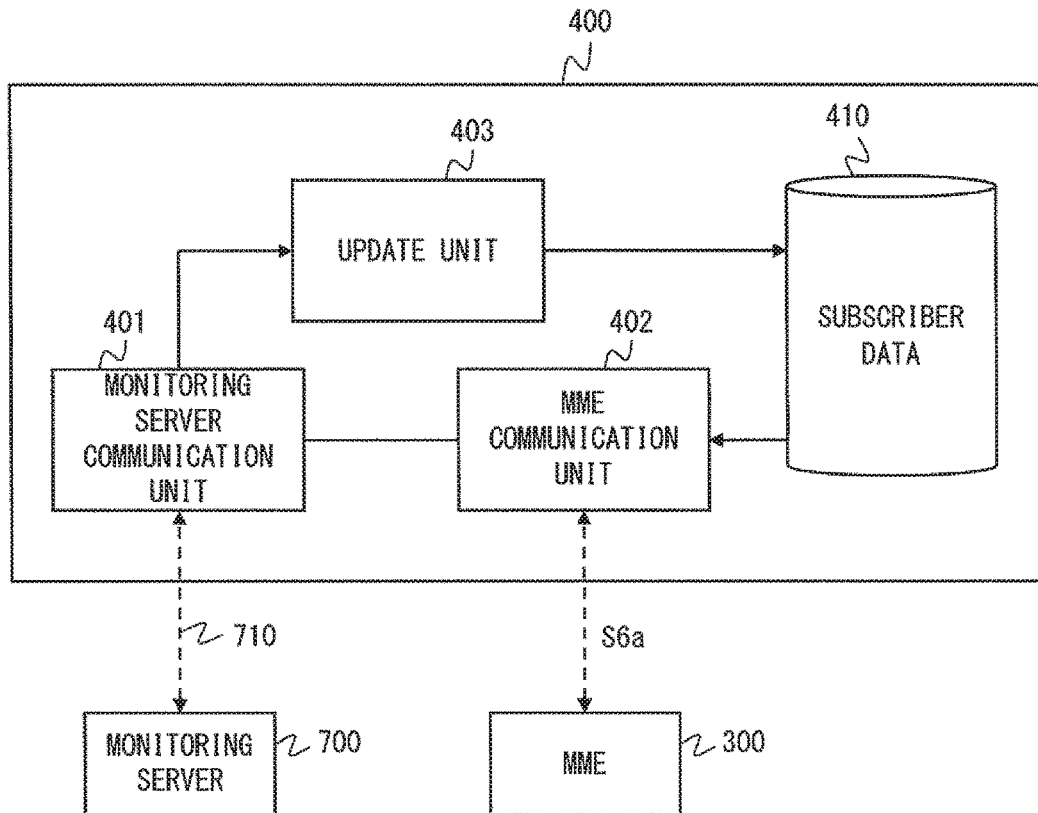 400
403
410
UPDATE UNIT
SUBSCRIBER
DATA
401
402
MONITORING
SERVER
COMMUNICATION
UNIT
MME
COMMUNICATION
UNIT
710
S6a
MONITORING
SERVER
700
MME
300